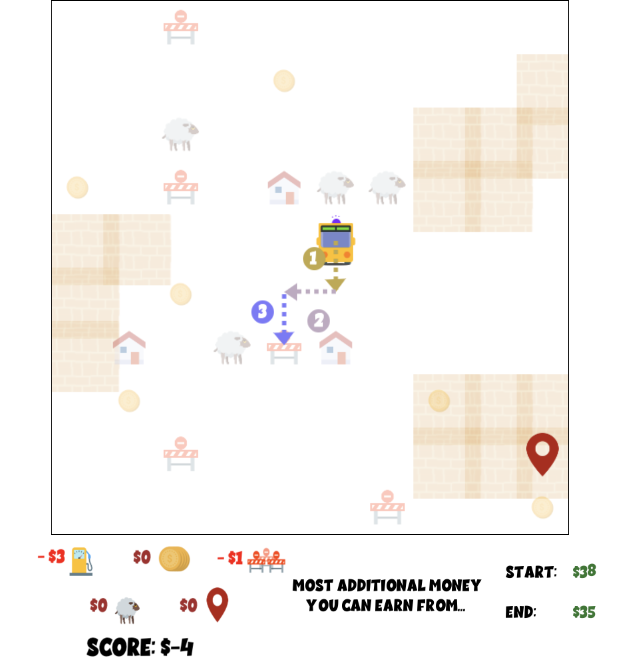 1
3
2
- $3
$0
- $1
$0
$0
MOST ADDITIONAL MONEY
YOU CAN EARN FROM...
START: $38
END: $35
SCORE: $-4